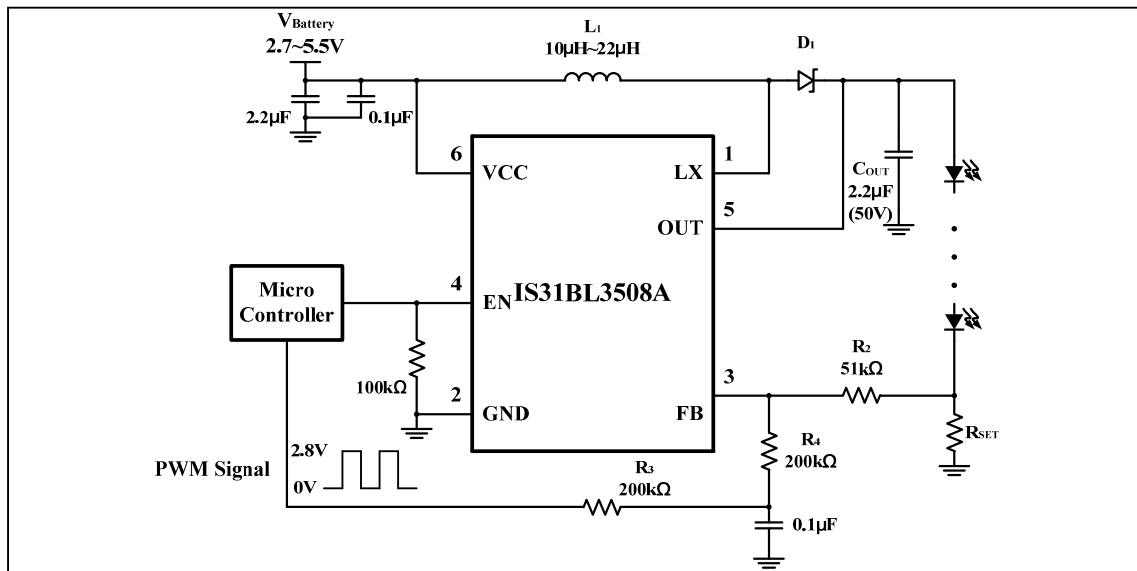 VBattery
2.7~5.5V
L1
10µH~22µH
D1
2.2µF
0.1µF
6
VCC
1
LX
COUT
2.2µF
(50V)
5
OUT
Micro
Controller
4
EN
IS31BL3508A
R2
51kΩ
100kΩ
2
GND
3
FB
RSET
R4
200kΩ
2.8V
PWM Signal
0V
R3
200kΩ
0.1µF